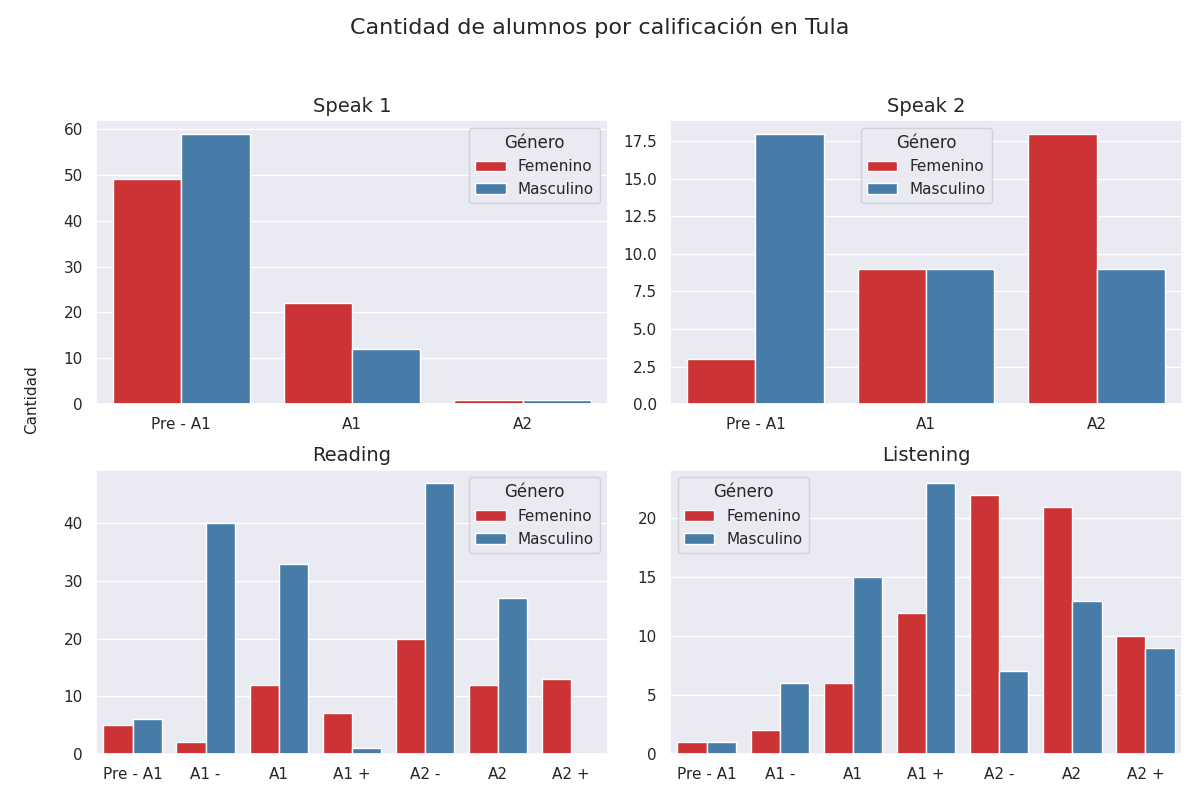 Cantidad de alumnos por calificación en Tula
Speak 1
60
50
40
30
20
10
0
Género
Femenino
Masculino
Pre - A1
A1
A2
Speak 2
17.5
15.0
12.5
10.0
7.5
5.0
2.5
0.0
Género
Femenino
Masculino
Pre - A1
A1
A2
Cantidad
Reading
40
30
20
10
0
Género
Femenino
Masculino
Pre - A1
A1 -
A1
A1 +
A2 -
A2
A2 +
Listening
20
15
10
5
0
Género
Femenino
Masculino
Pre - A1
A1 -
A1
A1 +
A2 -
A2
A2 +